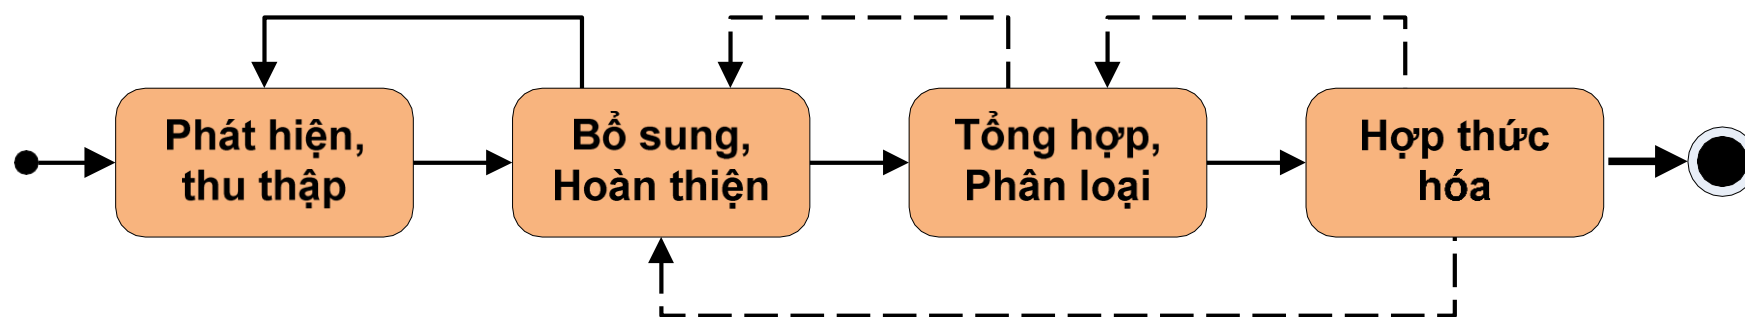 Phát hiện,
thu thập
Bổ sung,
Hoàn thiện
Tổng hợp,
Phân loại
Hợp thức
hóa